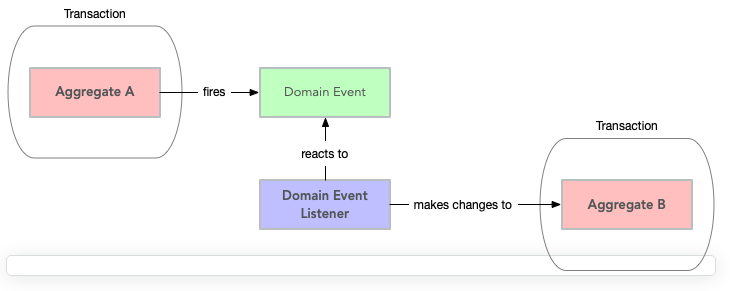 Transaction
Aggregate A
fires
Domain Event
reacts to
Transaction
Domain Event
Listener
makes changes to
Aggregate B